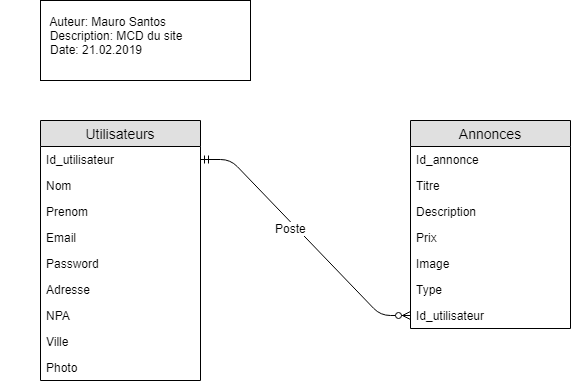 Auteur: Mauro Santos
Description: MCD du site
Date: 21.02.2019
Utilisateurs
Id_utilisateur
Nom
Prenom
Email
Password
Adresse
NPA
Ville
Photo
Poste
Annonces
Id_annonce
Titre
Description
Prix
Image
Type
Id_utilisateur